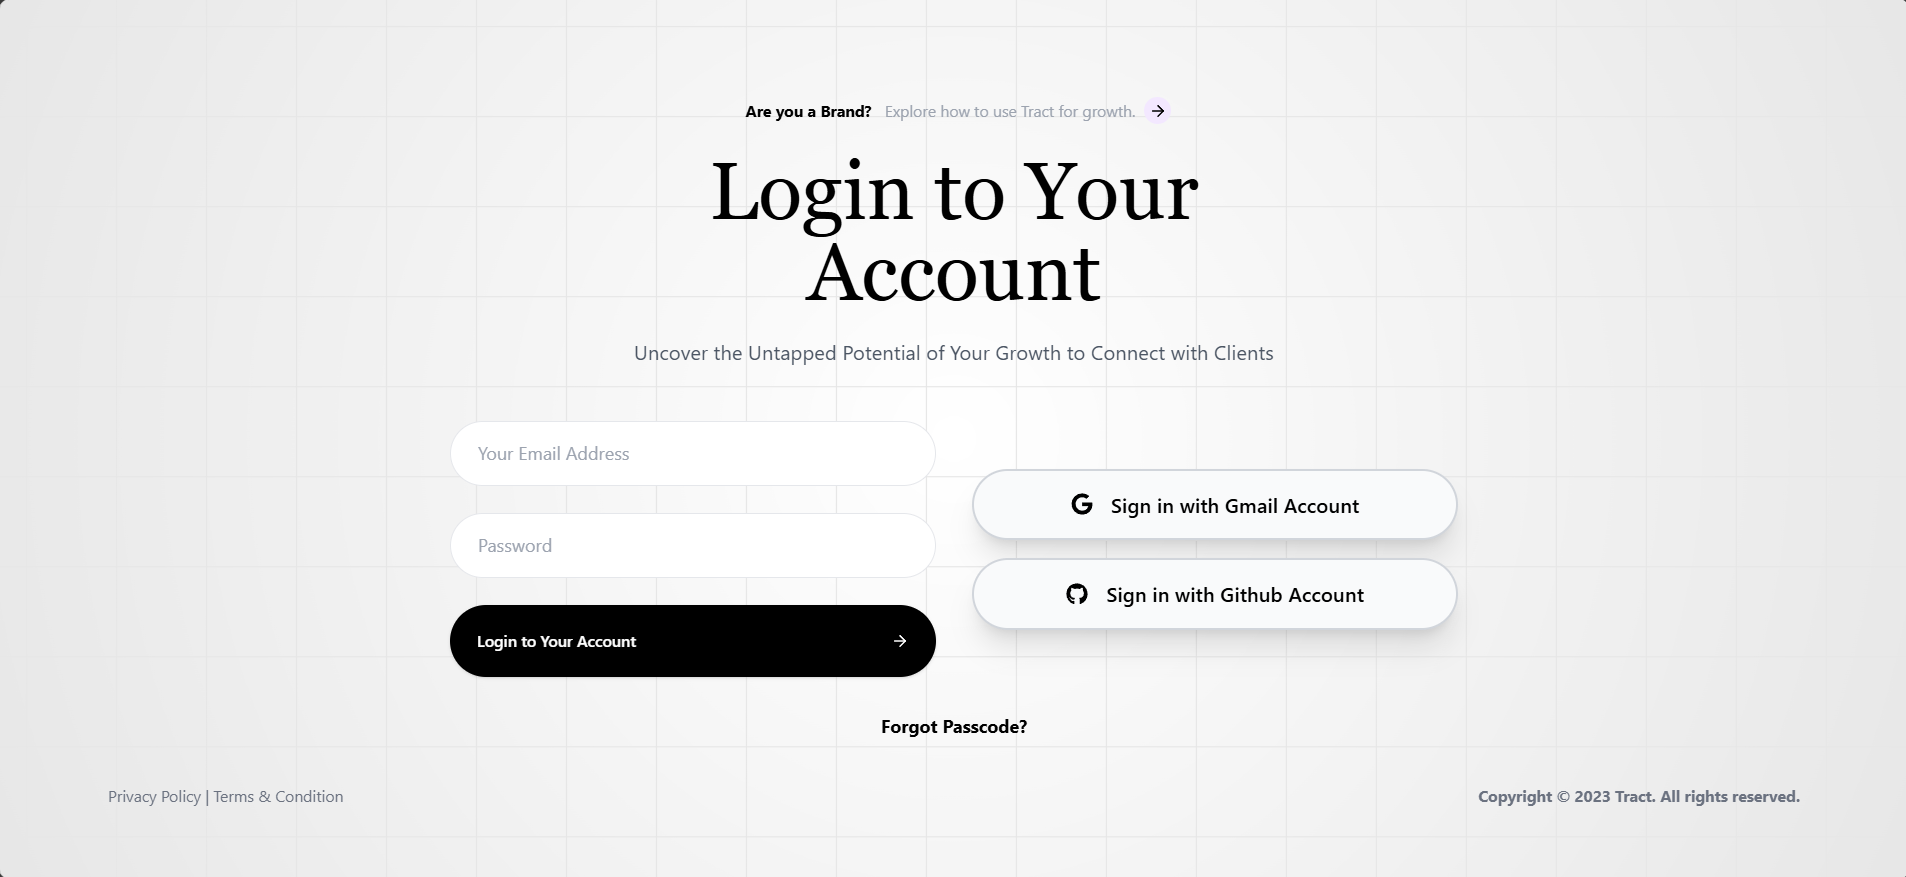 Are you a Brand? Explore how to use Tract for growth.
Login to Your
Account
Uncover the Untapped Potential of Your Growth to Connect with Clients
Your Email Address
Password
Login to Your Account
Sign in with Gmail Account
Sign in with Github Account
Forgot Passcode?
Privacy Policy | Terms & Condition
Copyright © 2023 Tract. All rights reserved.